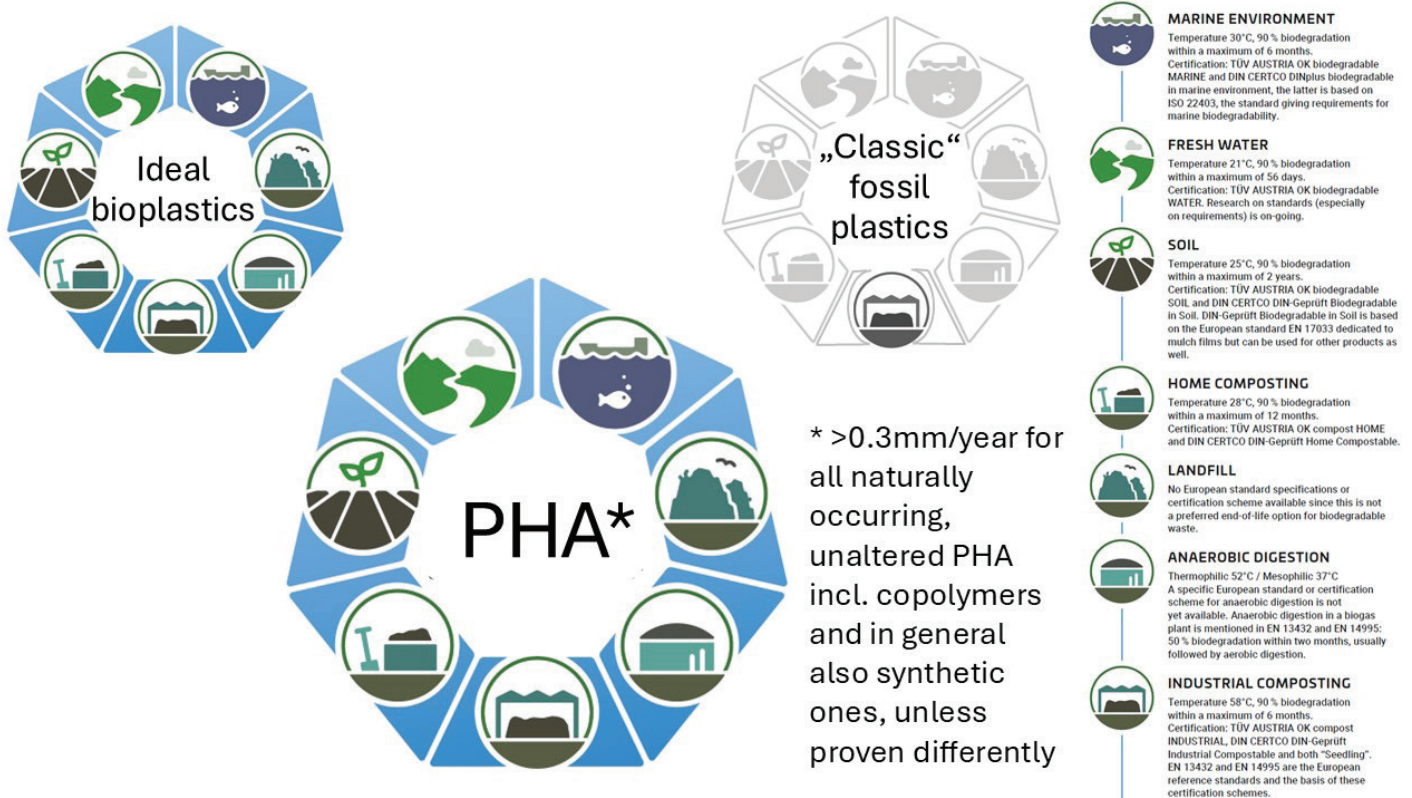 Ideal
bioplastics
„Classic“
fossil
plastics
PHA*
* >0.3mm/year for
all naturally
occurring,
unaltered PHA
incl. copolymers
and in general
also synthetic
ones, unless
proven differently
MARINE ENVIRONMENT
Temperature 30°C, 90 % biodegradation
within a maximum of 6 months.
Certification: TÜV AUSTRIA OK biodegradable
MARINE and DIN CERTCO DINplus biodegradable
in marine environment, the latter is based on
ISO 22403, the standard giving requirements for
marine biodegradability.
FRESH WATER
Temperature 21°C, 90 % biodegradation
within a maximum of 56 days.
Certification: TÜV AUSTRIA OK biodegradable
WATER. Research on standards (especially
on requirements) is on-going.
SOIL
Temperature 25°C, 90 % biodegradation
within a maximum of 2 years.
Certification: TÜV AUSTRIA OK biodegradable
SOIL and DIN CERTCO DIN-Geprüft Biodegradable
in Soil. DIN-Geprüft Biodegradable in Soil is based
on the European standard EN 17033 dedicated to
mulch films but can be used for other products as
well.
HOME COMPOSTING
Temperature 28°C, 90 % biodegradation
within a maximum of 12 months.
Certification: TÜV AUSTRIA OK compost HOME
and DIN CERTCO DIN-Geprüft Home Compostable.
LANDFILL
No European standard specifications or
certification scheme available since this is not
a preferred end-of-life option for biodegradable
waste.
ANAEROBIC DIGESTION
Thermophilic 52°C / Mesophilic 37°C
A specific European standard or certification
scheme for anaerobic digestion is not
yet available. Anaerobic digestion in a biogas
plant is mentioned in EN 13432 and EN 14995:
50 % biodegradation within two months, usually
followed by aerobic digestion.
INDUSTRIAL COMPOSTING
Temperature 58°C, 90 % biodegradation
within a maximum of 6 months.
Certification: TÜV AUSTRIA OK compost
INDUSTRIAL, DIN CERTCO DIN-Geprüft
Industrial Compostable and both “Seedling”.
EN 13432 and EN 14995 are the European
reference standards and the basis of these
certification schemes.